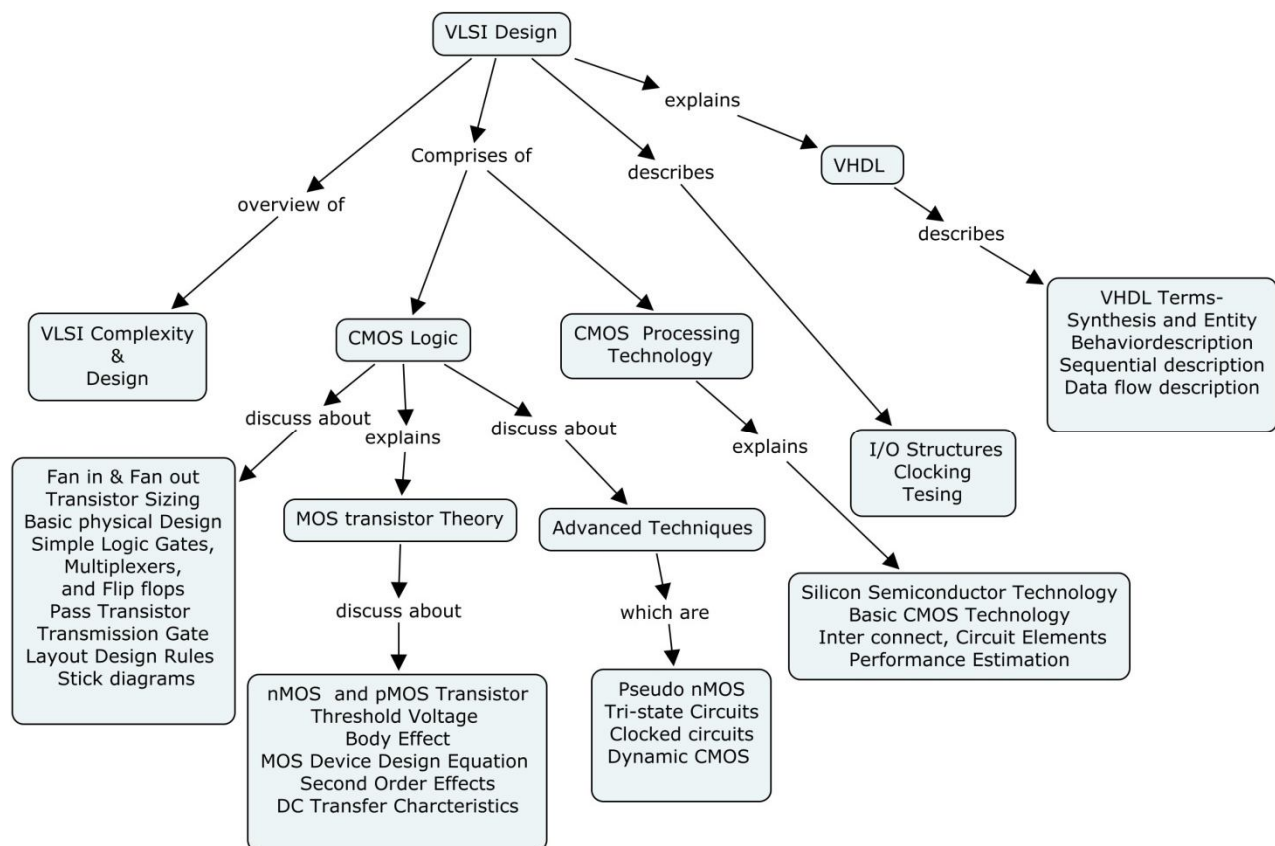 VLSI Design
explains
Comprises of
describes
VHDL
overview of
describes
VLSI Complexity
&
Design
CMOS Logic
CMOS Processing
Technology
VHDL Terms-
Synthesis and Entity
Behaviordescription
Sequential description
Data flow description
discuss about
explains
discuss about
explains
I/O Structures
Clocking
Tesing
Fan in & Fan out
Transistor Sizing
Basic physical Design
Simple Logic Gates,
Multiplexers,
and Flip flops
Pass Transistor
Transmission Gate
Layout Design Rules
Stick diagrams
MOS transistor Theory
Advanced Techniques
discuss about
which are
Silicon Semiconductor Technology
Basic CMOS Technology
Inter connect, Circuit Elements
Performance Estimation
nMOS and pMOS Transistor
Threshold Voltage
Body Effect
MOS Device Design Equation
Second Order Effects
DC Transfer Charcteristics
Pseudo nMOS
Tri-state Circuits
Clocked circuits
Dynamic CMOS